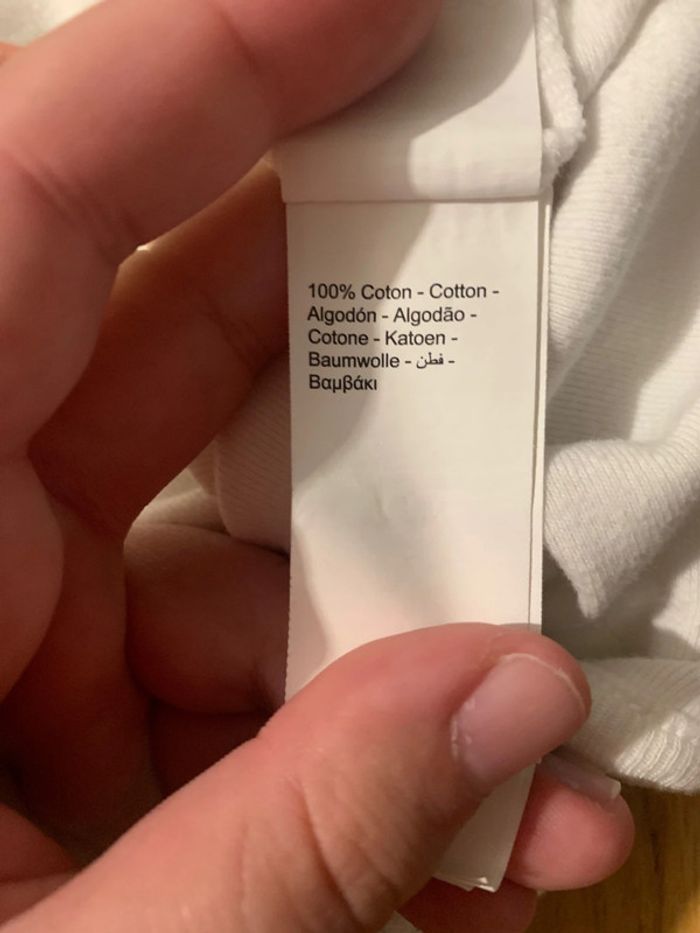 100% Coton - Cotton -
Algodón - Algodão -
Cotone - Katoen -
Baumwolle - قطن -
Βαμβάκι